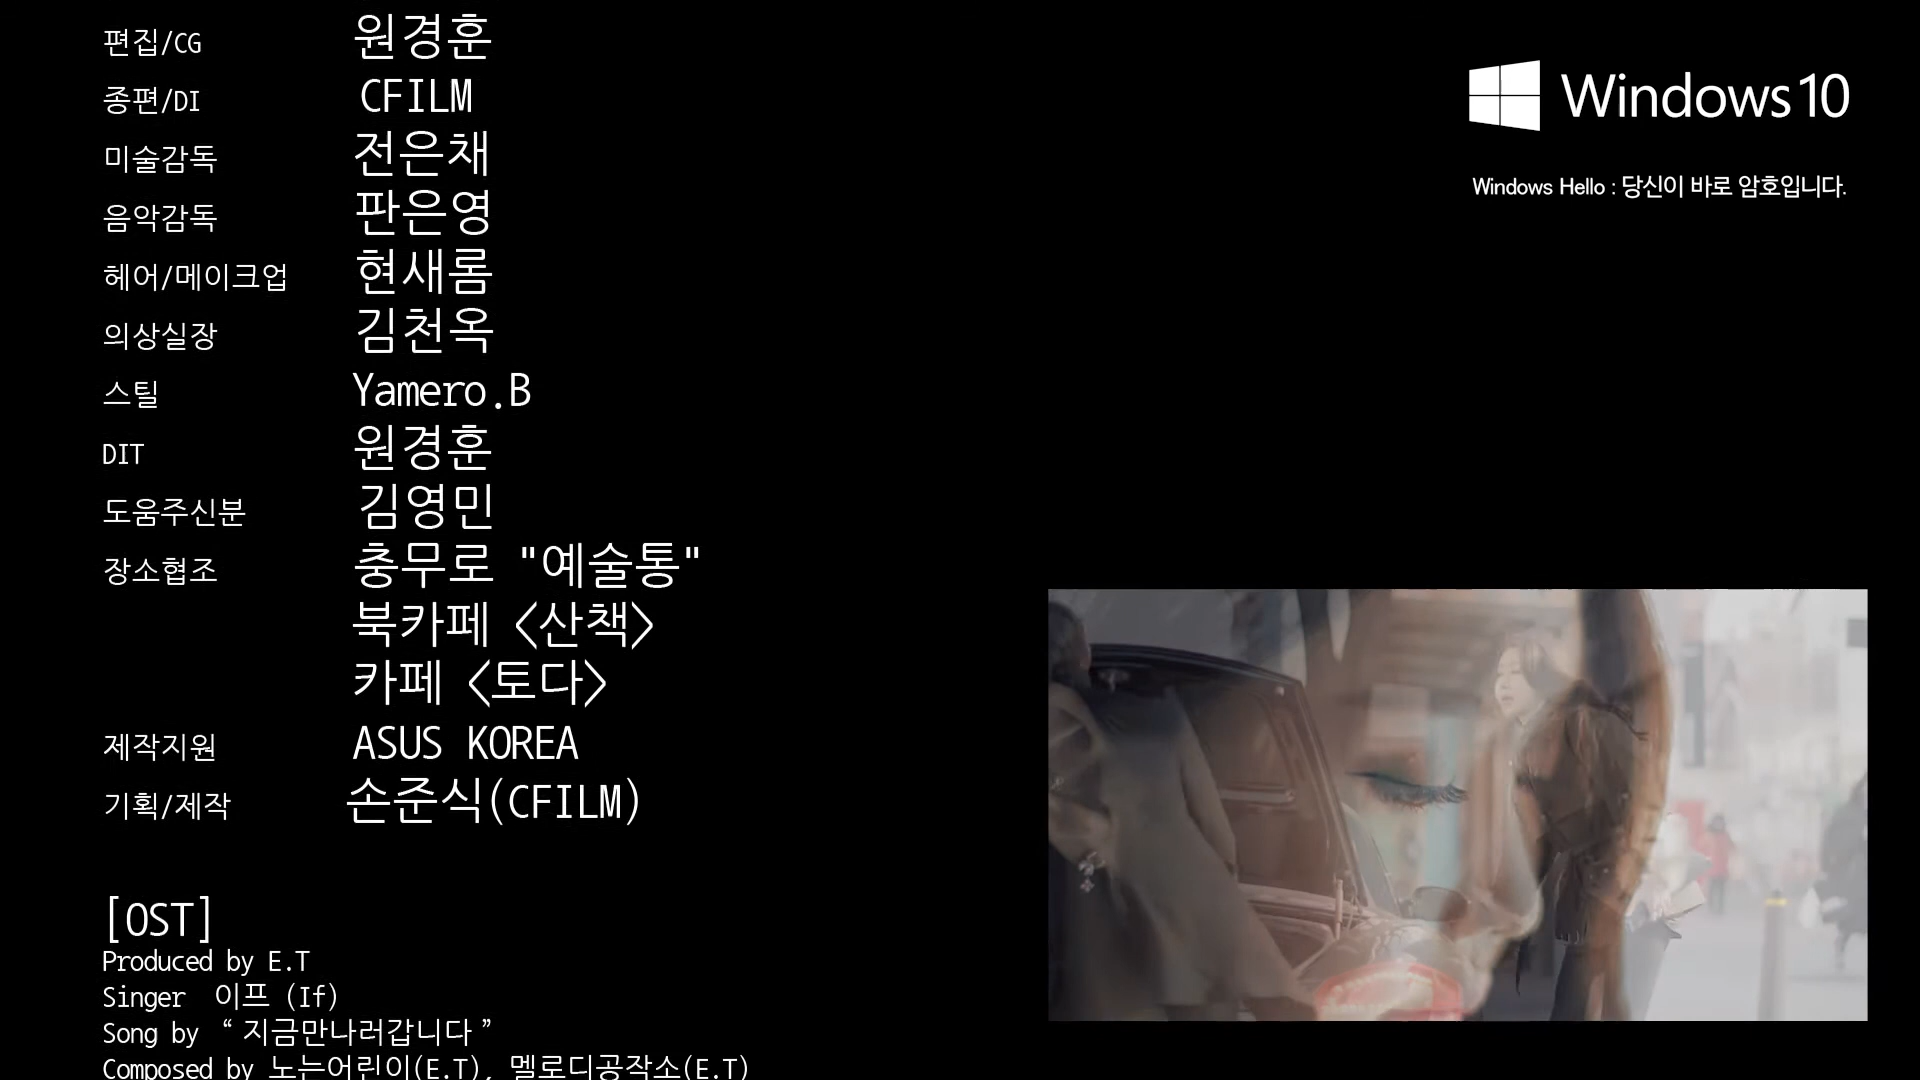 편집/CG 원경훈
종편/DI CFILM
미술감독 전은채
음악감독 판은영
헤어/메이크업 현새롬
의상실장 김천옥
스틸 Yamero.B
DIT 원경훈
도움주신분 김영민
장소협조 충무로 "예술통"
북카페 〈산책〉
카페 〈토다〉
제작지원 ASUS KOREA
기획/제작 손준식(CFILM)
[OST]
Produced by E.T
Singer 이프 (If)
Song by “ 지금만나러갑니다 ”
Composed by 노는어린이(E.T), 멜로디공작소(E.T)
Windows 10
Windows Hello : 당신이 바로 암호입니다.